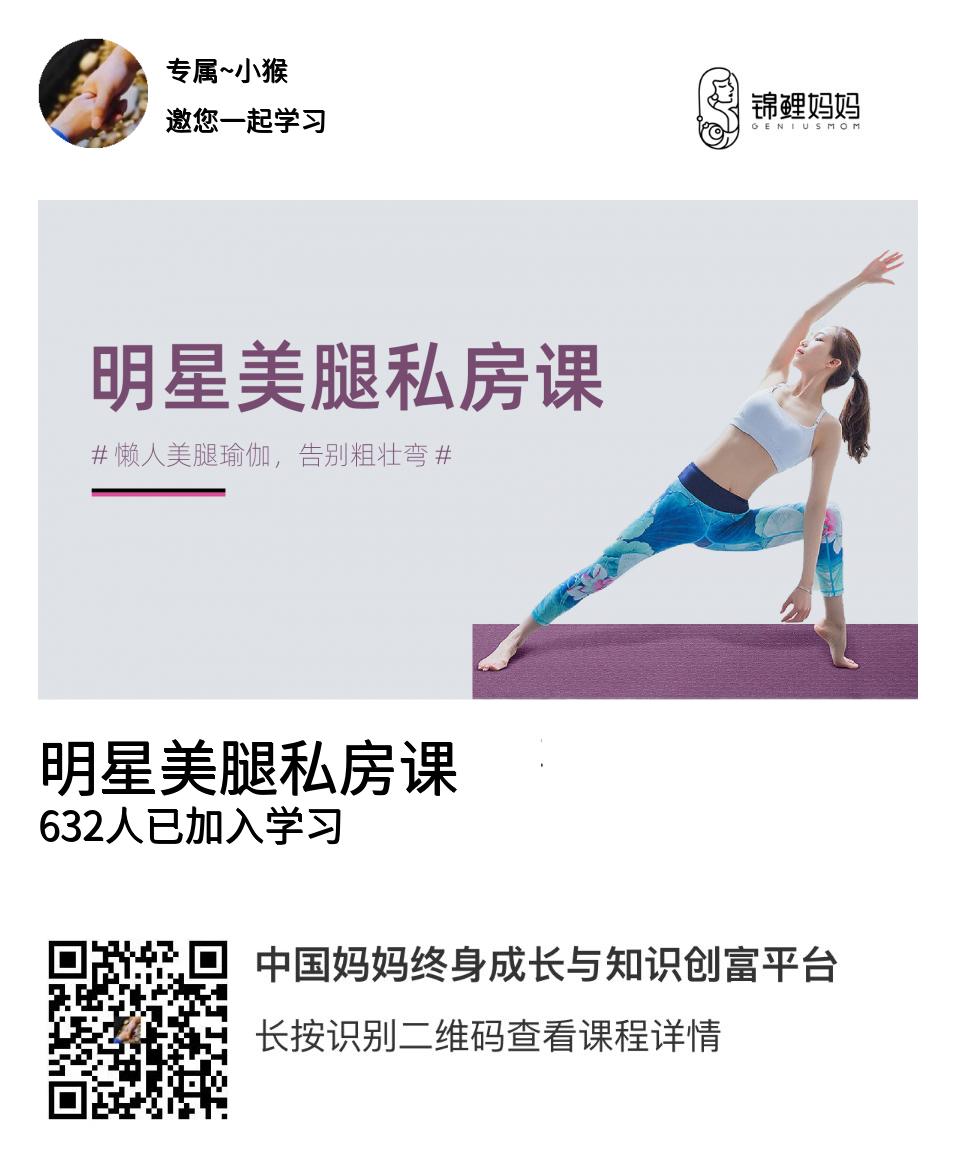 专属~小猴
邀您一起学习
锦鲤妈妈
GENIUSMOM
明星美腿私房课
# 懒人美腿瑜伽，告别粗壮弯 #
明星美腿私房课
632人已加入学习
中国妈妈终身成长与知识创富平台
长按识别二维码查看课程详情